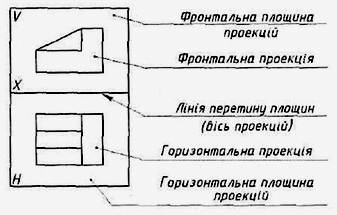 V
Фронтальна площина
проекцій
Фронтальна проекція
X
Лінія перетину площин
(вісь проекцій)
Горизонтальна проекція
H
Горизонтальна площина
проекцій